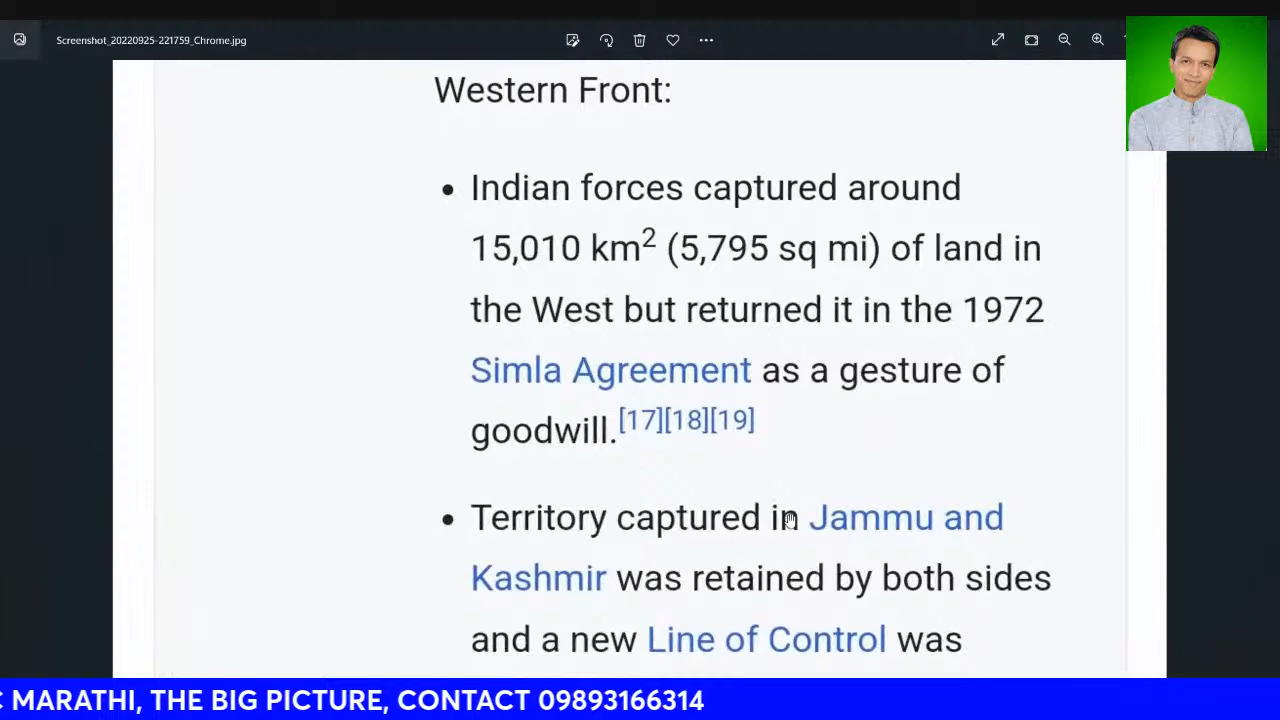 Screenshot_20220925-221759_Chrome.jpg
Western Front:
• Indian forces captured around
15,010 km² (5,795 sq mi) of land in
the West but returned it in the 1972
Simla Agreement as a gesture of
goodwill.[17][18][19]
• Territory captured in Jammu and
Kashmir was retained by both sides
and a new Line of Control was
MARATHI, THE BIG PICTURE, CONTACT 09893166314